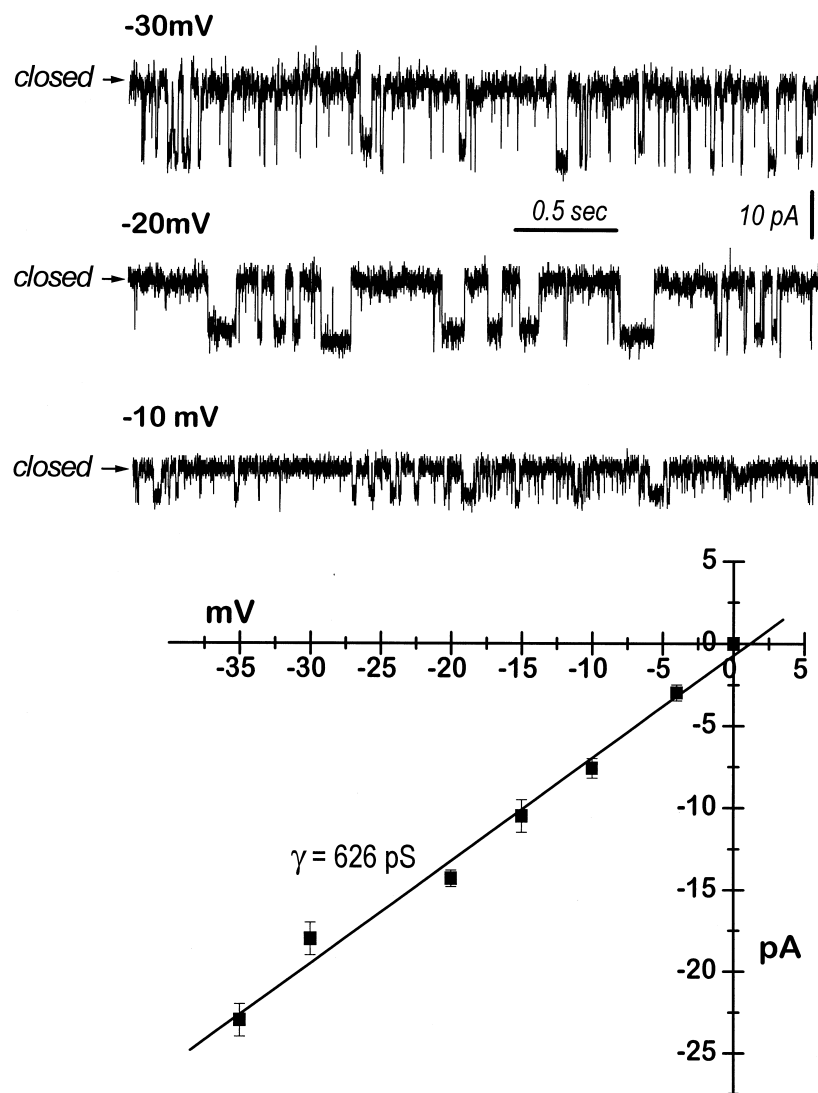 -30mV
closed →
-20mV
0.5 sec
10 pA
closed →
-10 mV
closed →
5
mV
0
-35 -30 -25 -20 -15 -10 -5 0 5
-5
-10
γ = 626 pS
-15
pA
-20
-25